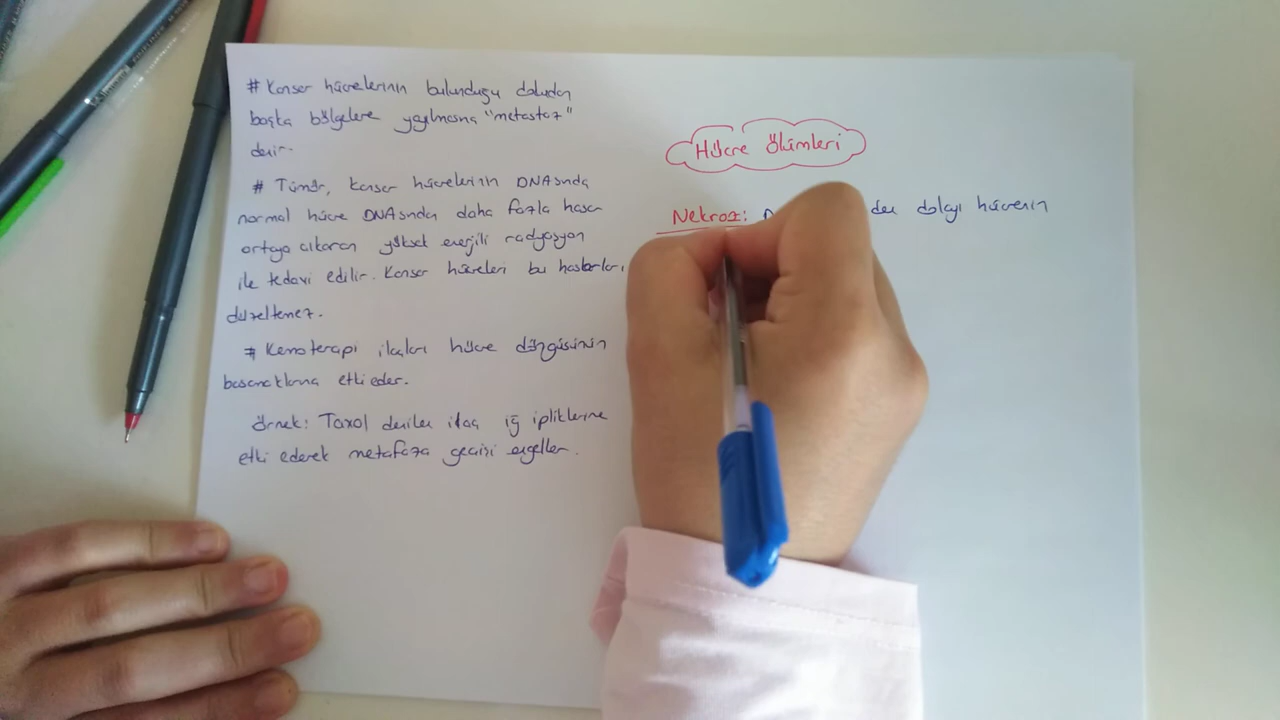 # Kanser hücrelerinin bulunduğu dokudan
başka bölgelere yayılmasına "metastaz"
denir.
# Tümör, kanser hücrelerinin DNAsında
normal hücre DNAsından daha fazla hasar
ortaya çıkaran yüksek enerjili radyasyon
ile tedavi edilir. Kanser hücreleri bu hasarları
düzeltemez.
# Kemoterapi ilaçları hücre döngüsünün
basamaklarına etki eder.
Örnek: Taxol denilen ilaç iğ ipliklerine
etki ederek metafaza geçişi engeller.
Hücre Ölümleri
Nekroz: den dolayı hücrenin